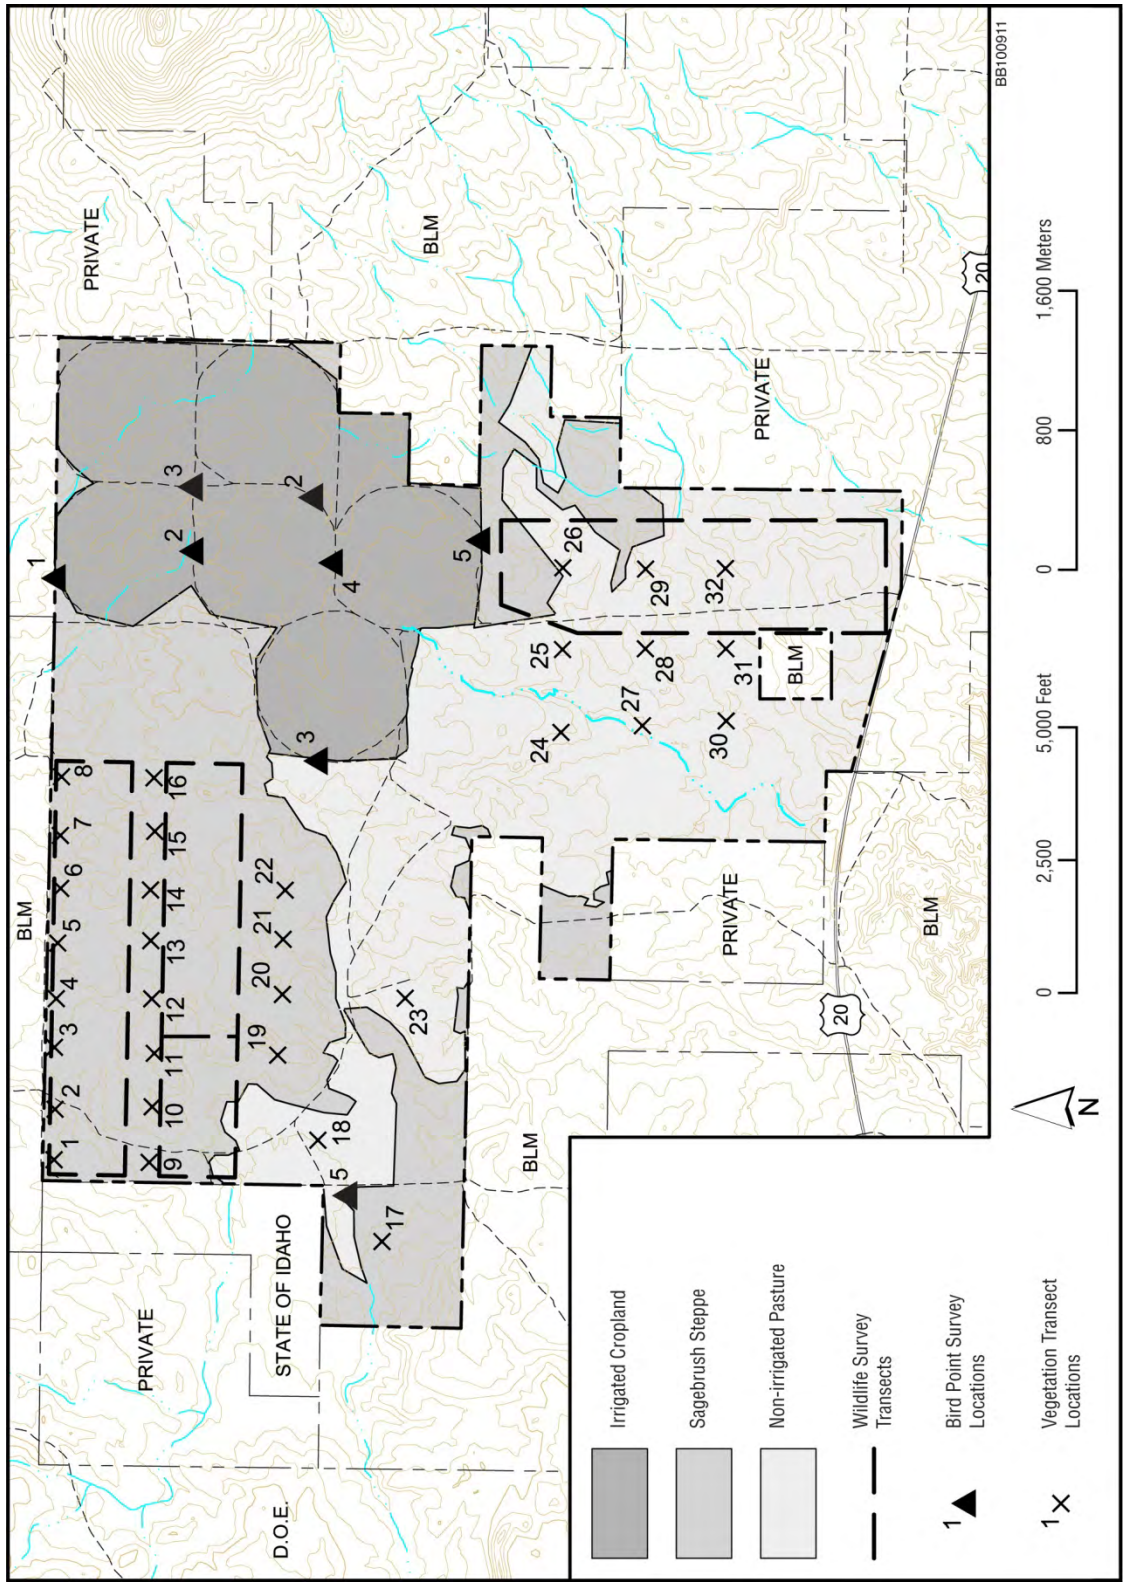 D.O.E.
PRIVATE
STATE OF IDAHO
BLM
PRIVATE
BLM
1
2
3
4
5
6
7
8
9
10
11
12
13
14
15
16
17
18
19
20
21
22
23
24
25
26
27
28
29
30
31
32
1
2
3
2
3
4
5
5
BLM
BLM
PRIVATE
PRIVATE
BLM
20
20
BB100911
Irrigated Cropland
Sagebrush Steppe
Non-irrigated Pasture
Wildlife Survey
Transects
1
Bird Point Survey
Locations
1
Vegetation Transect
Locations
N
0 2,500 5,000 Feet
0 800 1,600 Meters